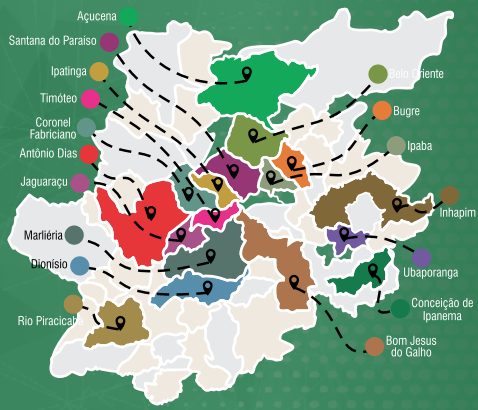 Açucena
Santana do Paraíso
Ipatinga
Timóteo
Coronel
Fabriciano
Antônio Dias
Jaguaraçu
Marliéria
Dionísio
Rio Piracicaba
Belo Oriente
Bugre
Ipaba
Inhapim
Ubaporanga
Conceição de
Ipanema
Bom Jesus
do Galho